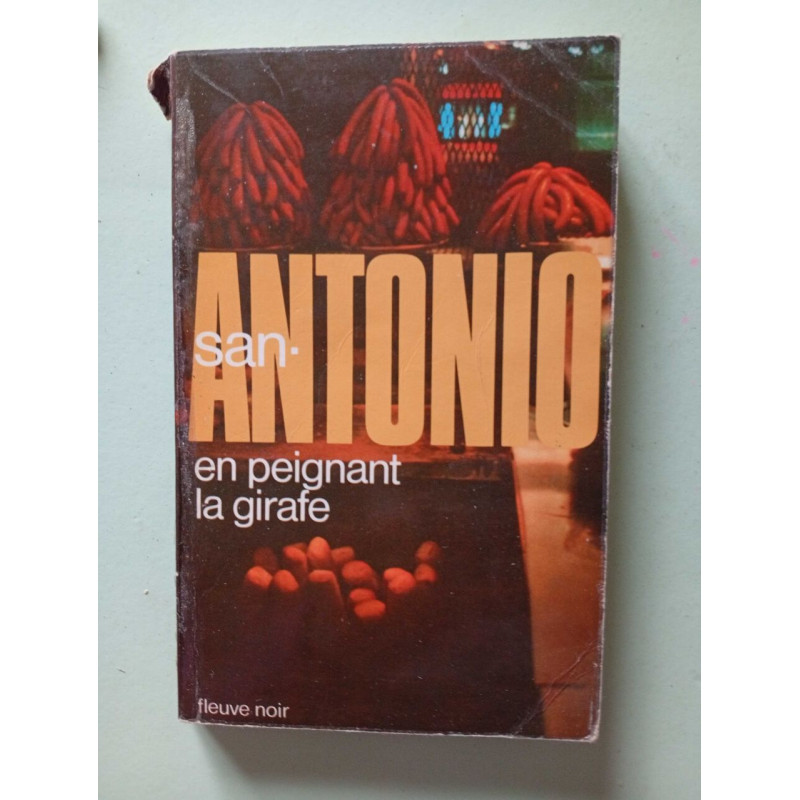 san·
ANTONIO
en peignant
la girafe
fleuve noir